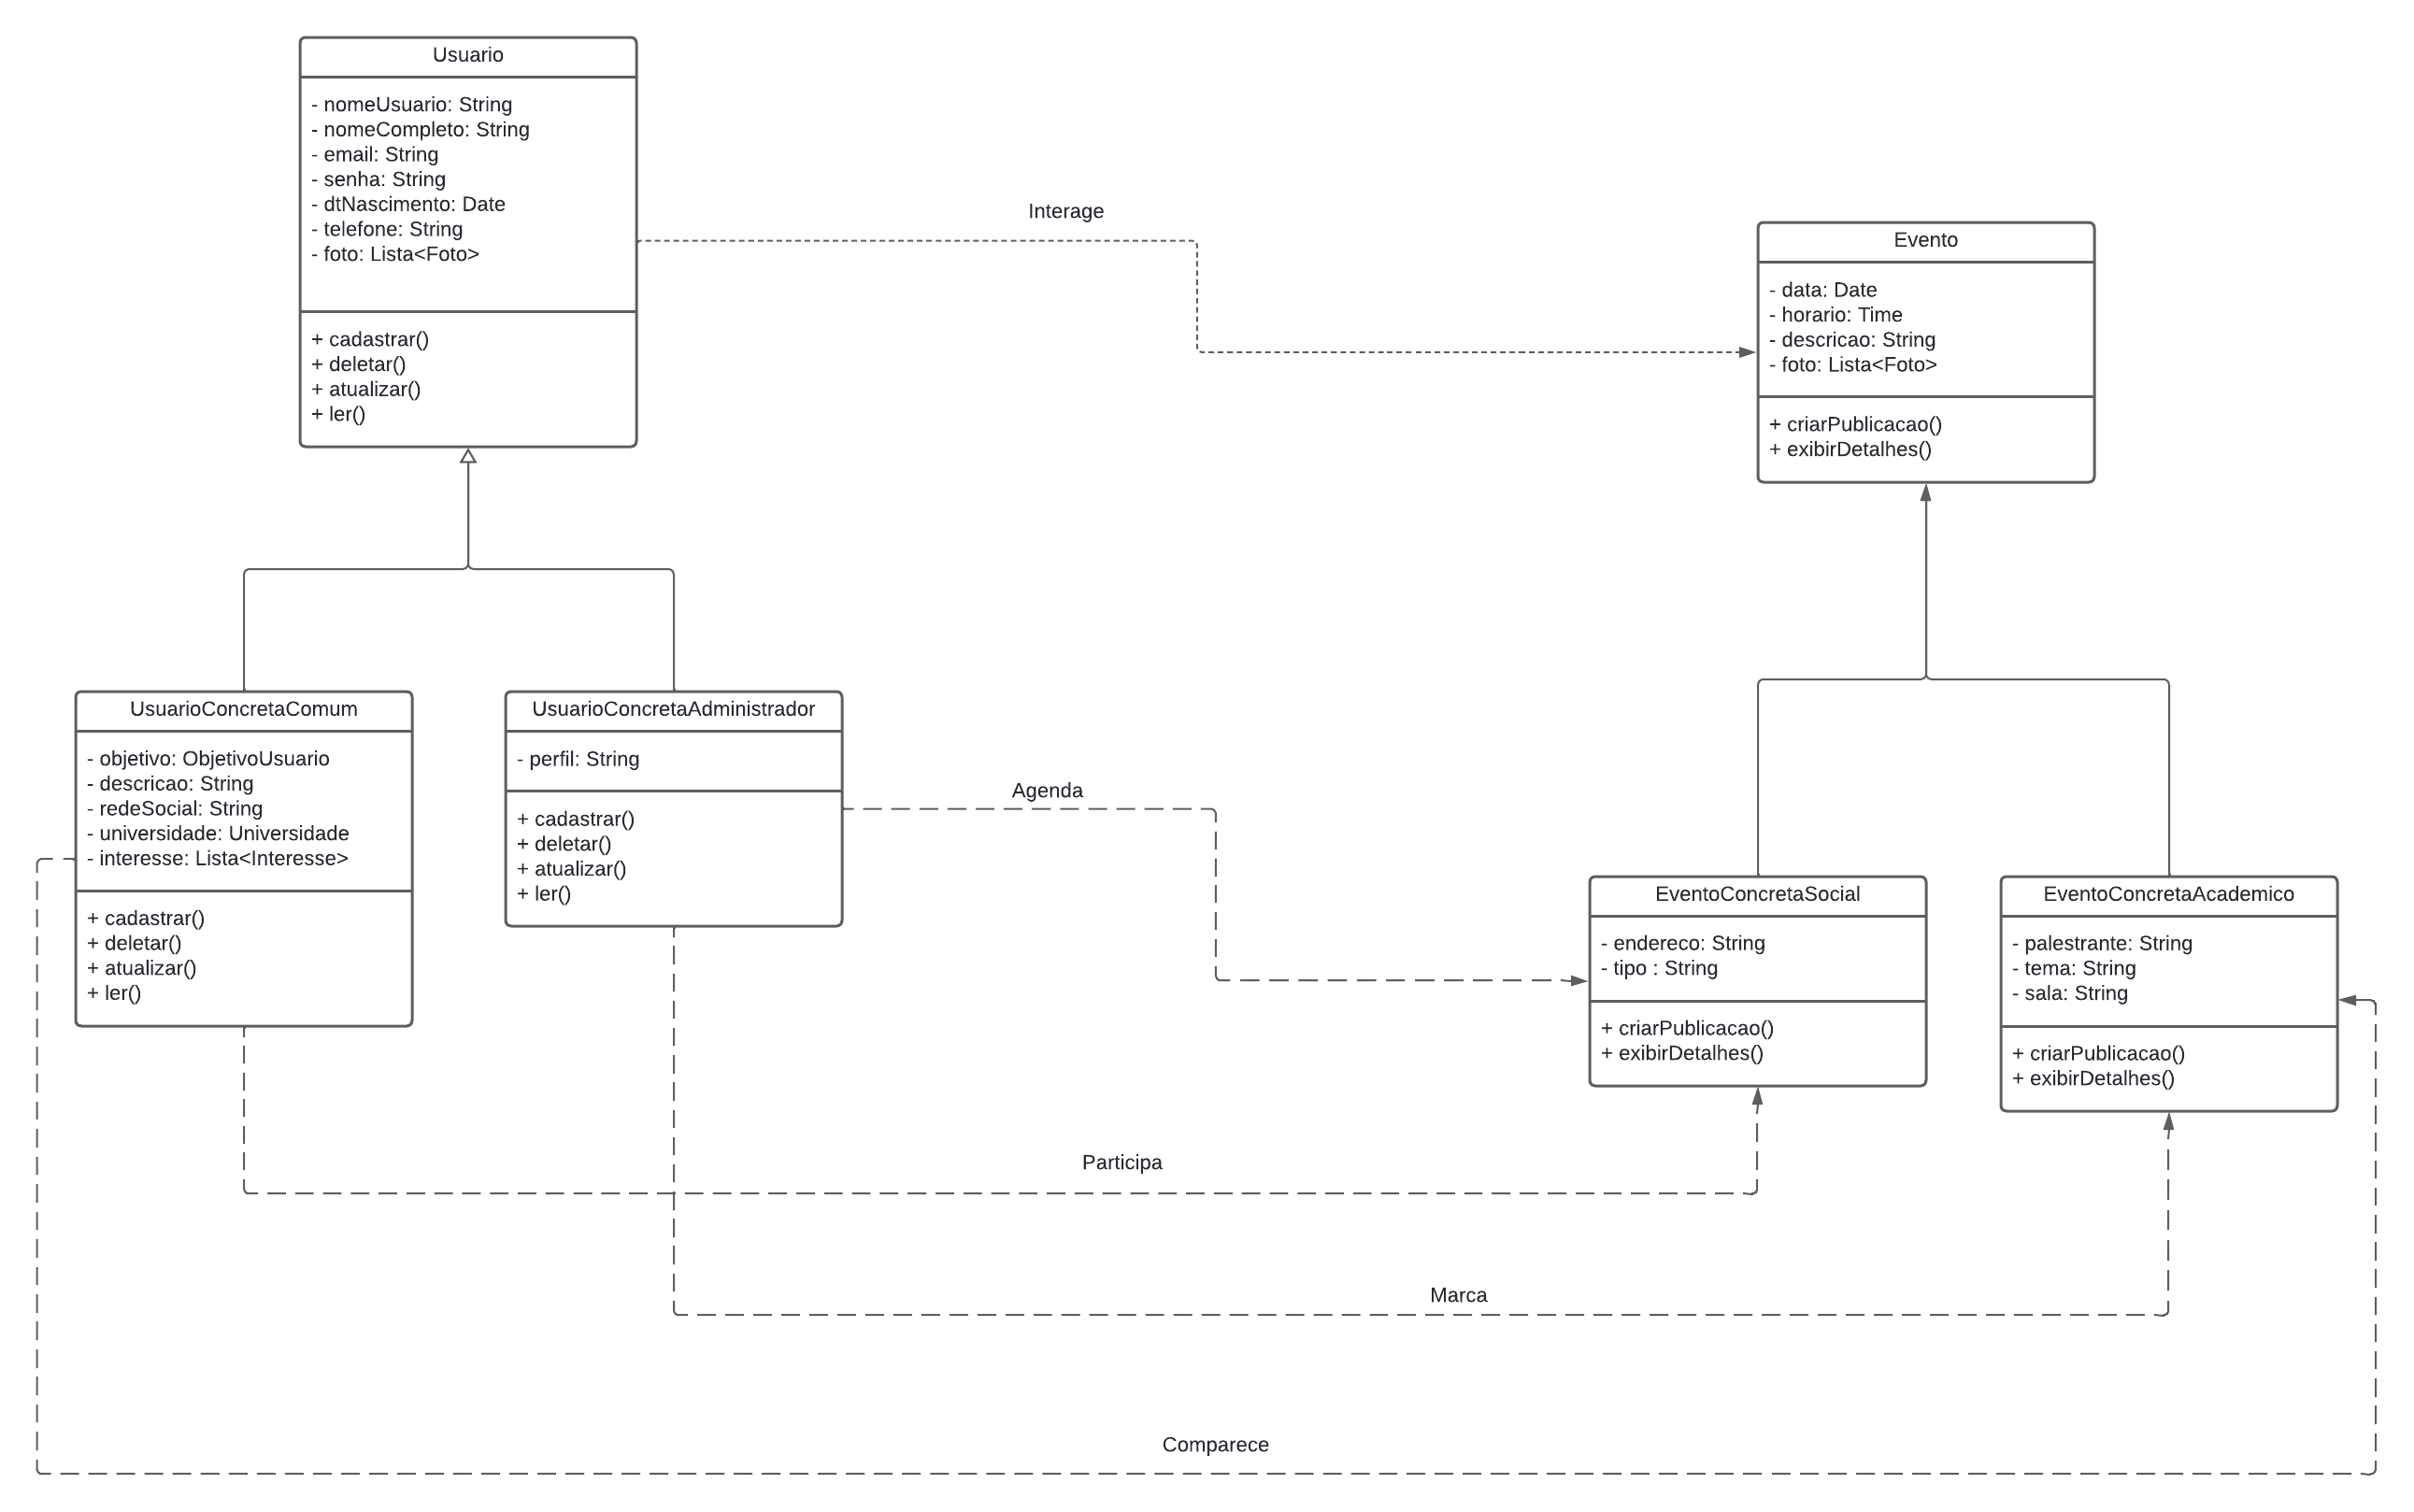 Usuario
- nomeUsuario: String
- nomeCompleto: String
- email: String
- senha: String
- dtNascimento: Date
- telefone: String
- foto: Lista<Foto>
+ cadastrar()
+ deletar()
+ atualizar()
+ ler()
Interage
Evento
- data: Date
- horario: Time
- descricao: String
- foto: Lista<Foto>
+ criarPublicacao()
+ exibirDetalhes()
UsuarioConcretaComum
- objetivo: ObjetivoUsuario
- descricao: String
- redeSocial: String
- universidade: Universidade
- interesse: Lista<Interesse>
+ cadastrar()
+ deletar()
+ atualizar()
+ ler()
UsuarioConcretaAdministrador
- perfil: String
+ cadastrar()
+ deletar()
+ atualizar()
+ ler()
Agenda
EventoConcretaSocial
- endereco: String
- tipo : String
+ criarPublicacao()
+ exibirDetalhes()
EventoConcretaAcademico
- palestrante: String
- tema: String
- sala: String
+ criarPublicacao()
+ exibirDetalhes()
Participa
Marca
Comparece